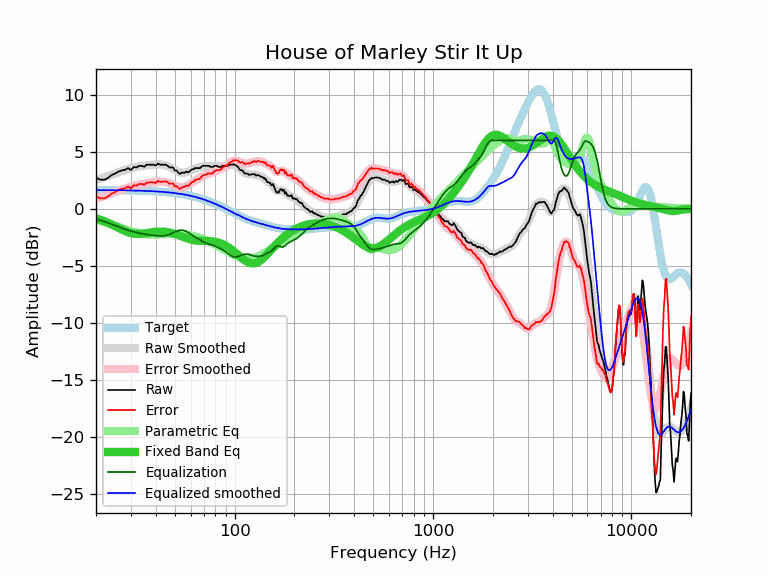 House of Marley Stir It Up
Amplitude (dBr)
10
5
0
−5
−10
−15
−20
−25
Target
Raw Smoothed
Error Smoothed
Raw
Error
Parametric Eq
Fixed Band Eq
Equalization
Equalized smoothed
100
1000
10000
Frequency (Hz)